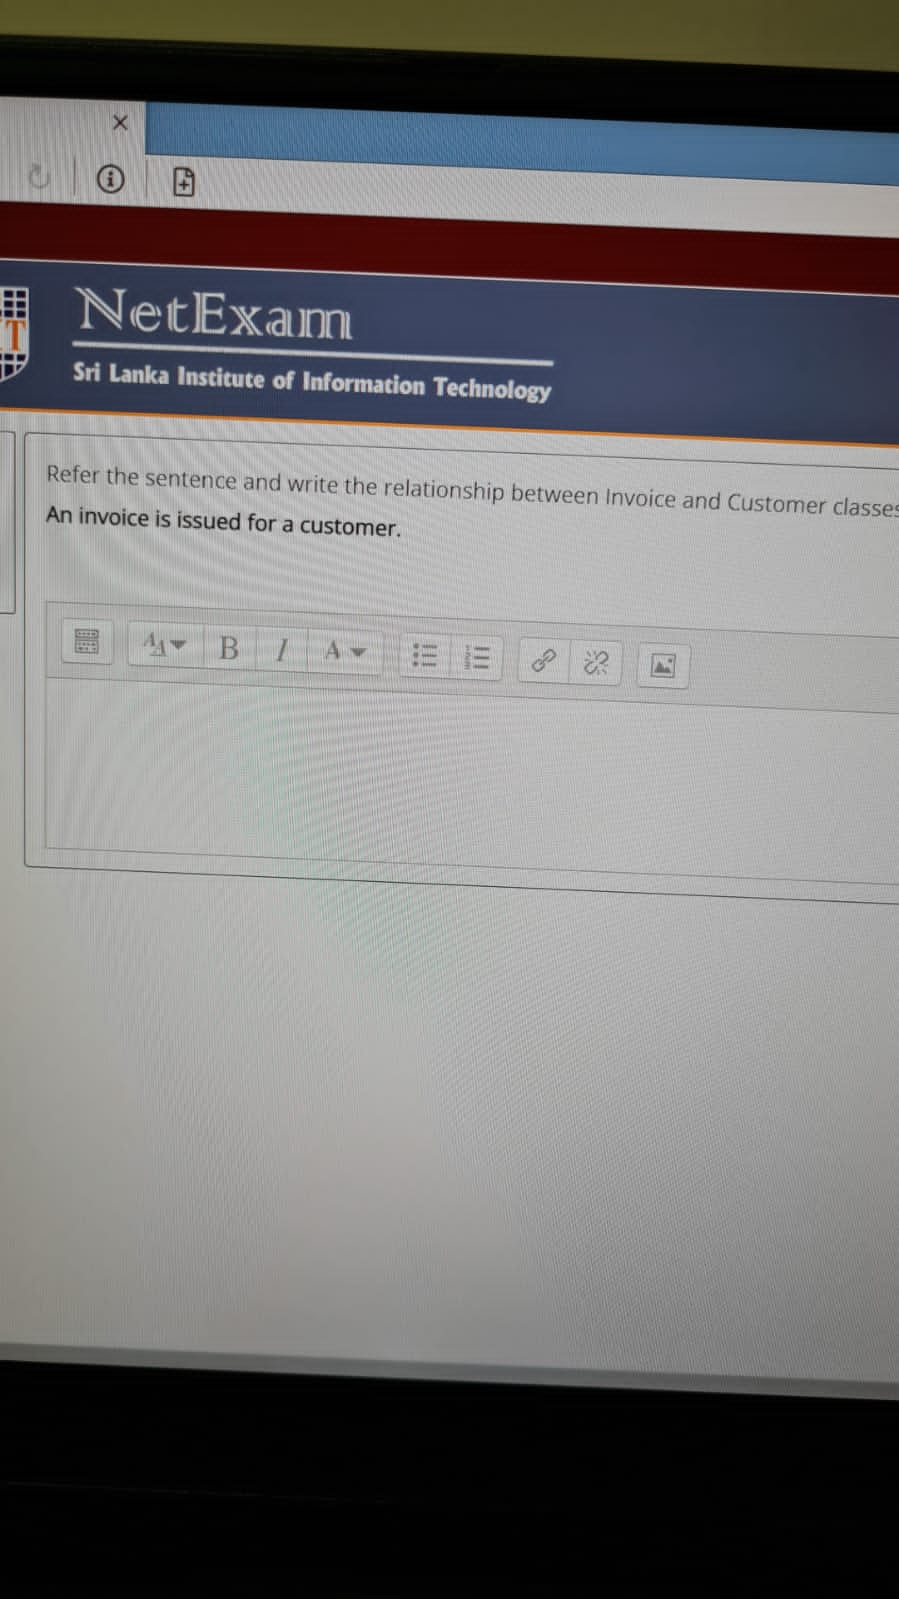 NetExam
Sri Lanka Institute of Information Technology
Refer the sentence and write the relationship between Invoice and Customer classes
An invoice is issued for a customer.